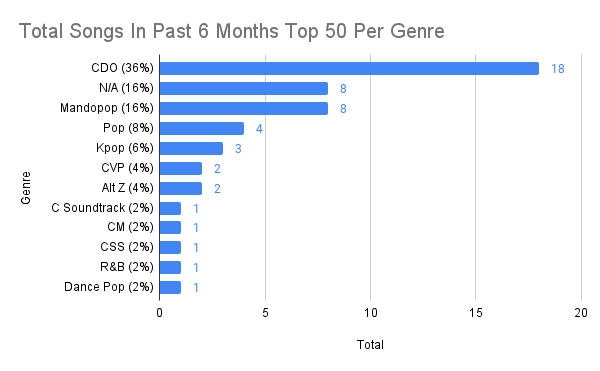 Total Songs In Past 6 Months Top 50 Per Genre
Genre
CDO (36%) 18
N/A (16%) 8
Mandopop (16%) 8
Pop (8%) 4
Kpop (6%) 3
CVP (4%) 2
Alt Z (4%) 2
C Soundtrack (2%) 1
CM (2%) 1
CSS (2%) 1
R&B (2%) 1
Dance Pop (2%) 1
0 5 10 15 20
Total